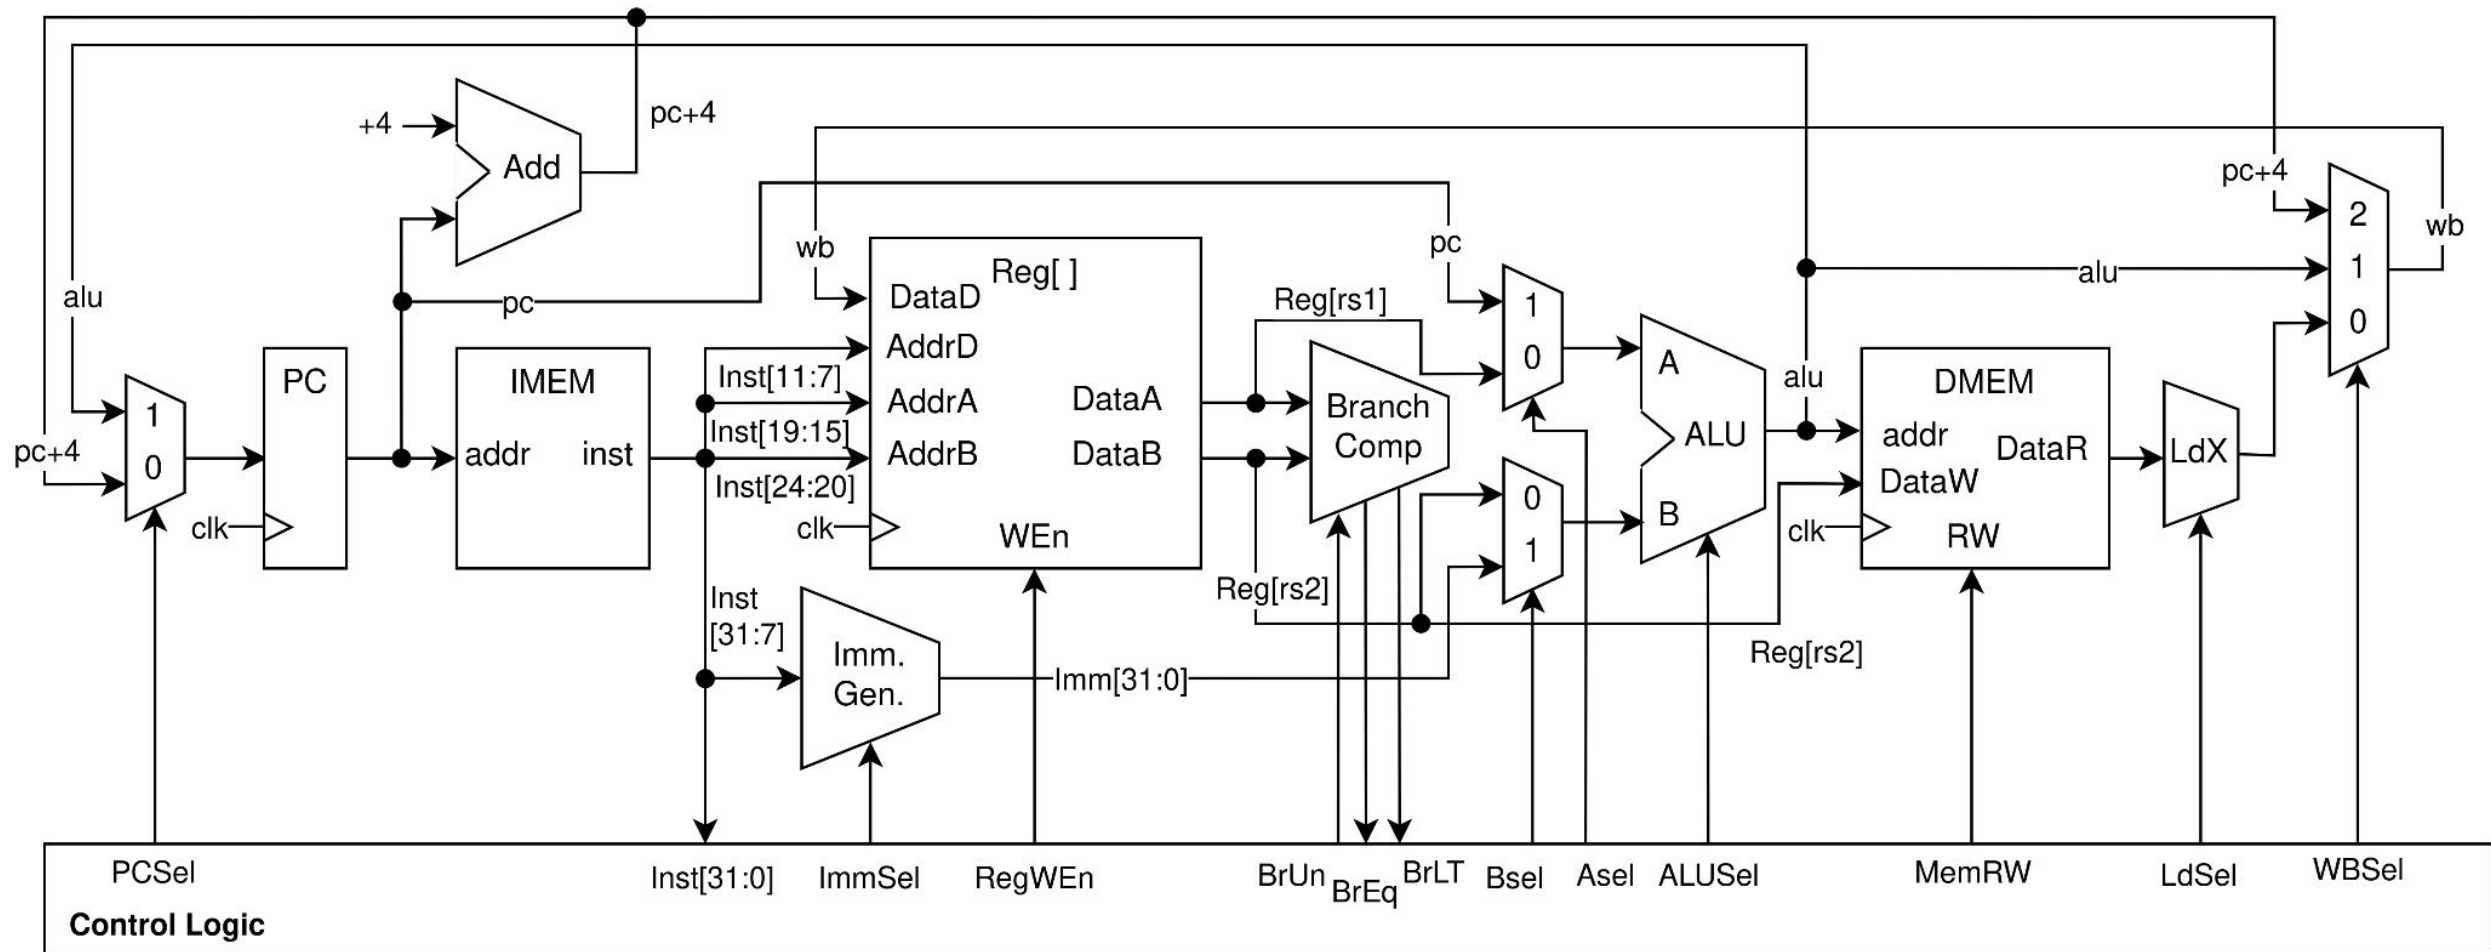 +4
Add
pc+4
pc+4
wb
pc
Reg[ ]
2
wb
alu
pc
DataD
Reg[rs1]
1
alu
1
0
AddrD
0
A
alu
PC
IMEM
Inst[11:7]
AddrA
DataA
Branch
Comp
DMEM
1
pc+4
0
addr
inst
Inst[19:15]
AddrB
DataB
ALU
addr
DataR
LdX
Inst[24:20]
0
1
B
DataW
clk
clk
WEn
clk
RW
Inst
[31:7]
Reg[rs2]
Imm.
Gen.
Imm[31:0]
Reg[rs2]
PCSel
Inst[31:0]
ImmSel
RegWEn
BrUn
BrEq
BrLT
Bsel
Asel
ALUSel
MemRW
LdSel
WBSel
Control Logic